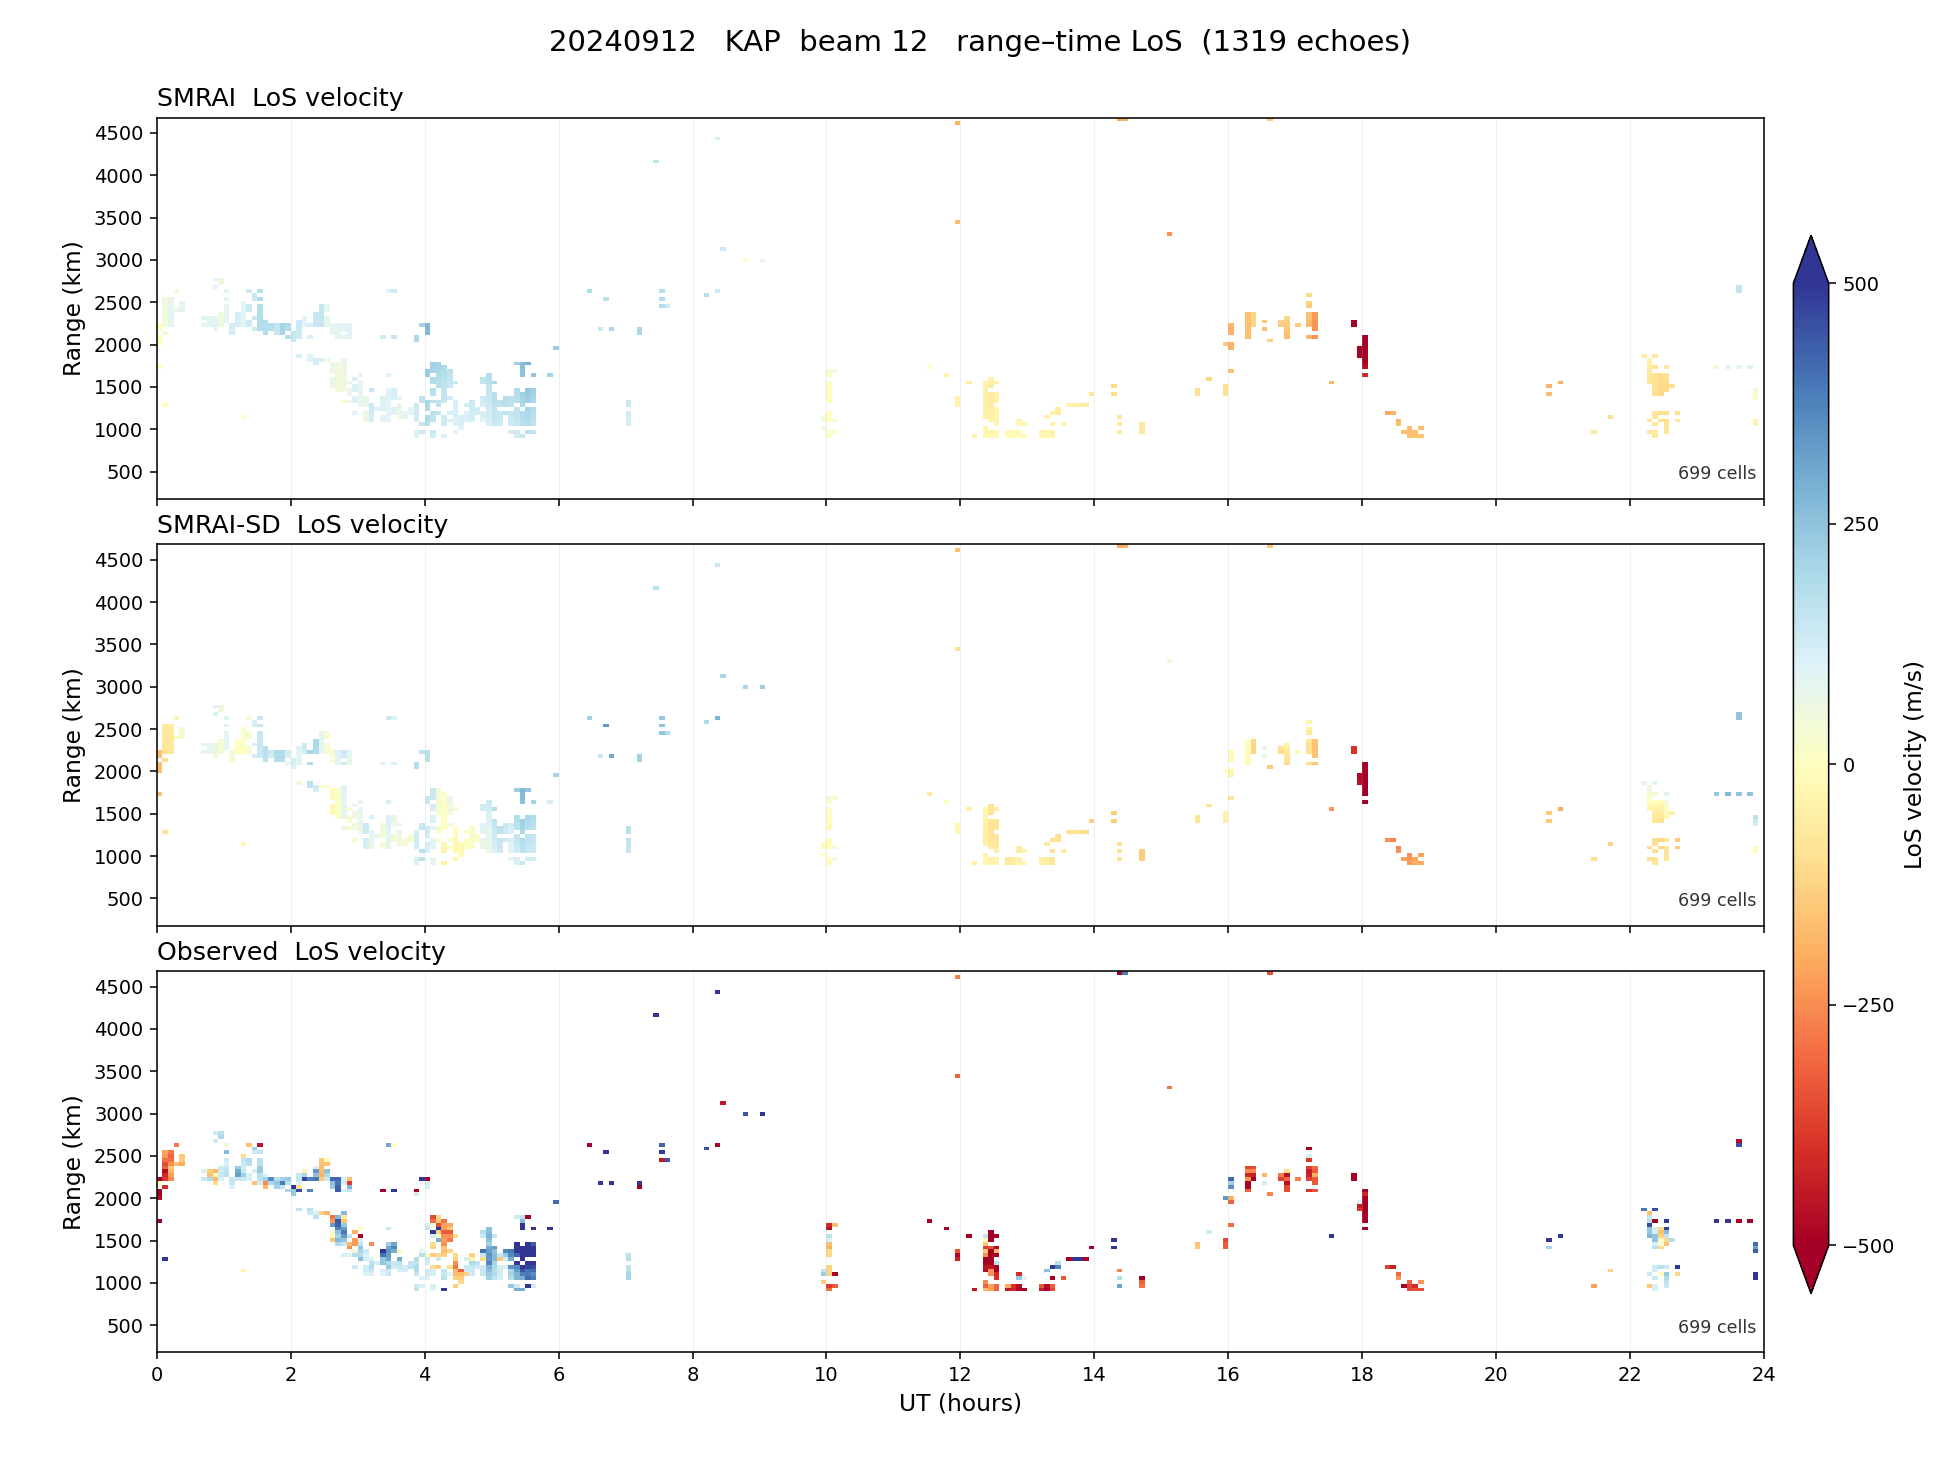 20240912   KAP  beam 12   range–time LoS  (1319 echoes)
SMRAI  LoS velocity
4500
4000
3500
3000
2500
2000
1500
1000
500
Range (km)
699 cells
SMRAI-SD  LoS velocity
4500
4000
3500
3000
2500
2000
1500
1000
500
Range (km)
699 cells
Observed  LoS velocity
4500
4000
3500
3000
2500
2000
1500
1000
500
Range (km)
699 cells
0 2 4 6 8 10 12 14 16 18 20 22 24
UT (hours)
500
250
0
−250
−500
LoS velocity (m/s)